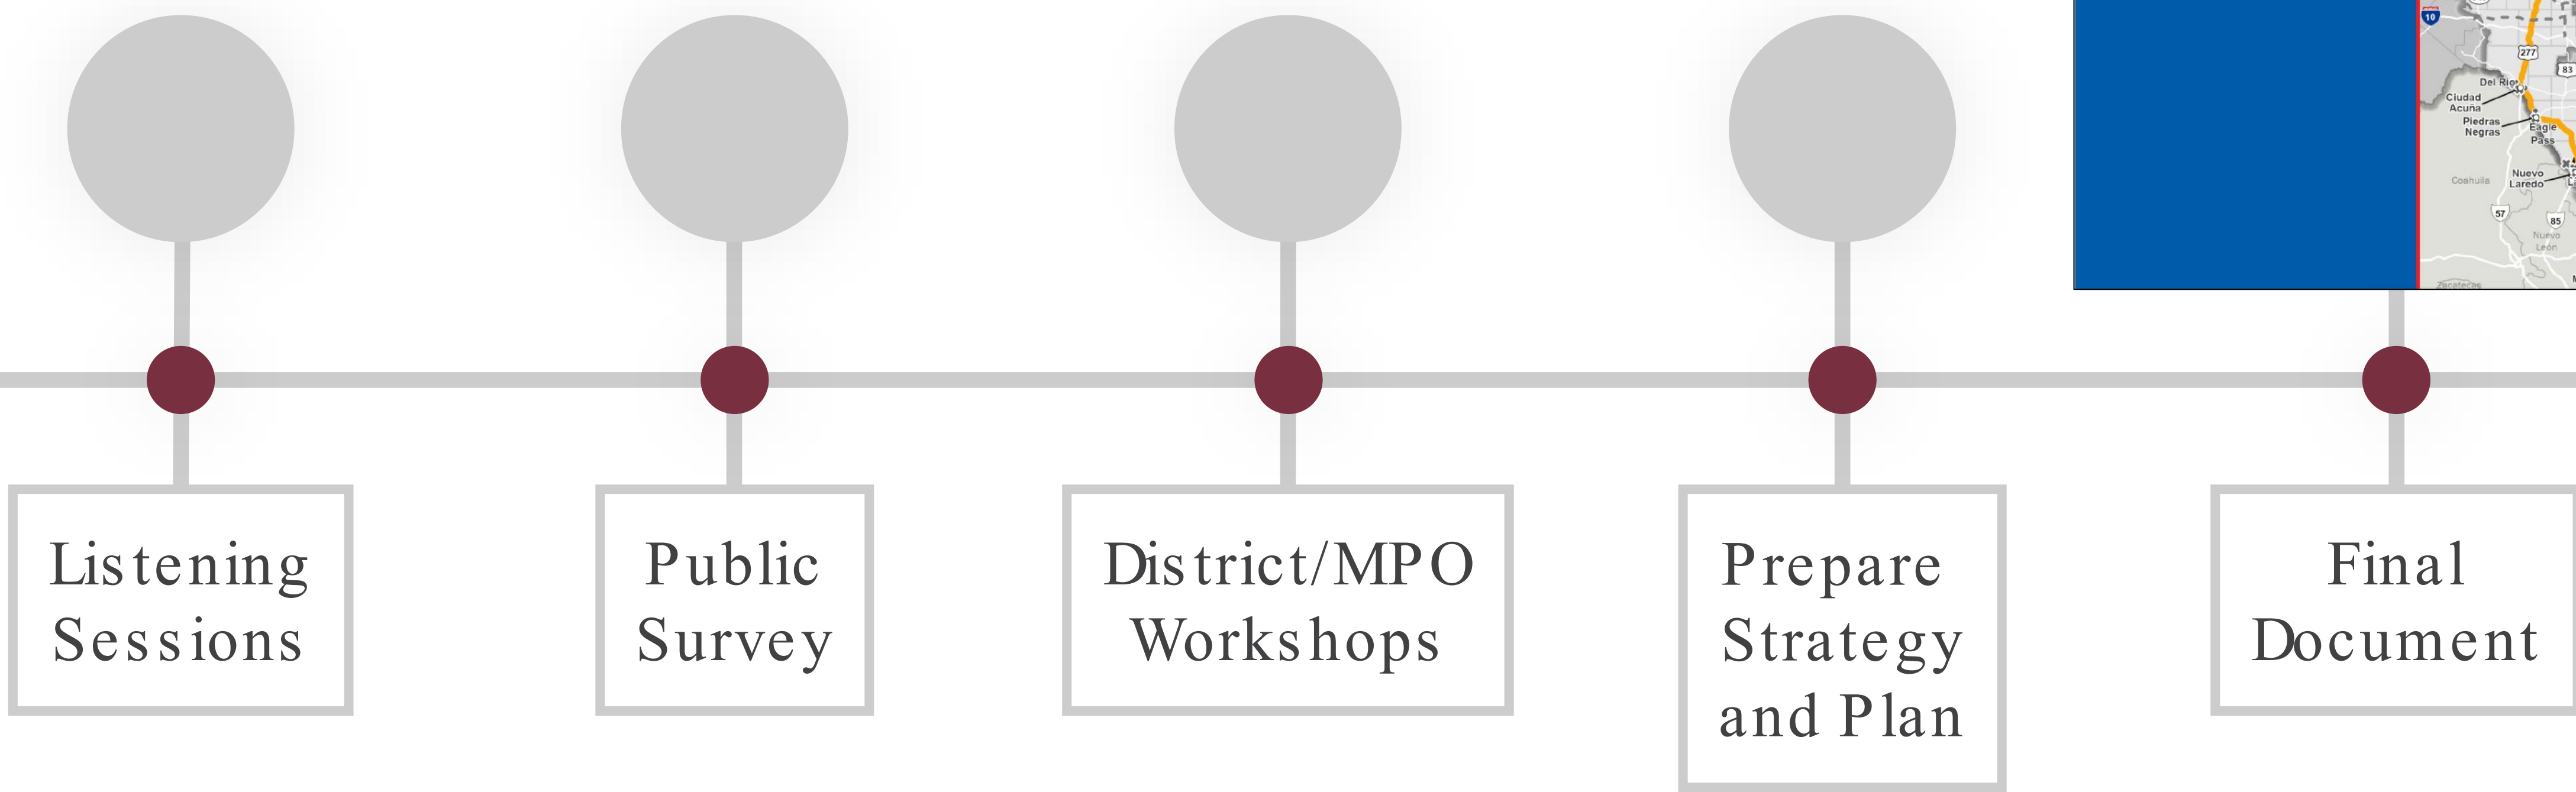 10
277
83
Del Rio
Ciudad
Acuña
Piedras
Negras
Eagle
Pass
Coahuila
Nuevo
Laredo
57
85
Nuevo
León
Zacatecas
Listening
Sessions
Public
Survey
District/MPO
Workshops
Prepare
Strategy
and Plan
Final
Document